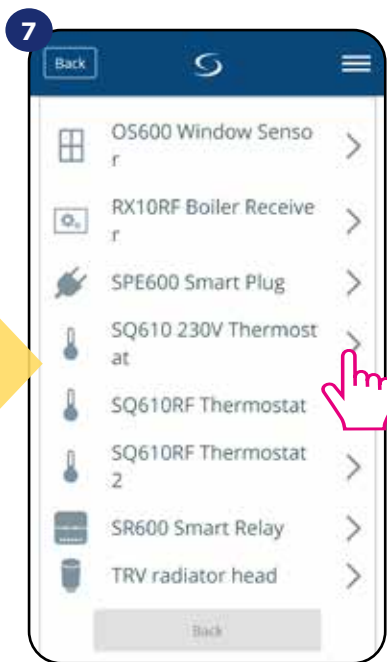 7
Back
OS600 Window Senso
r
RX10RF Boiler Receive
r
SPE600 Smart Plug
SQ610 230V Thermost
at
SQ610RF Thermostat
SQ610RF Thermostat
2
SR600 Smart Relay
TRV radiator head
Back